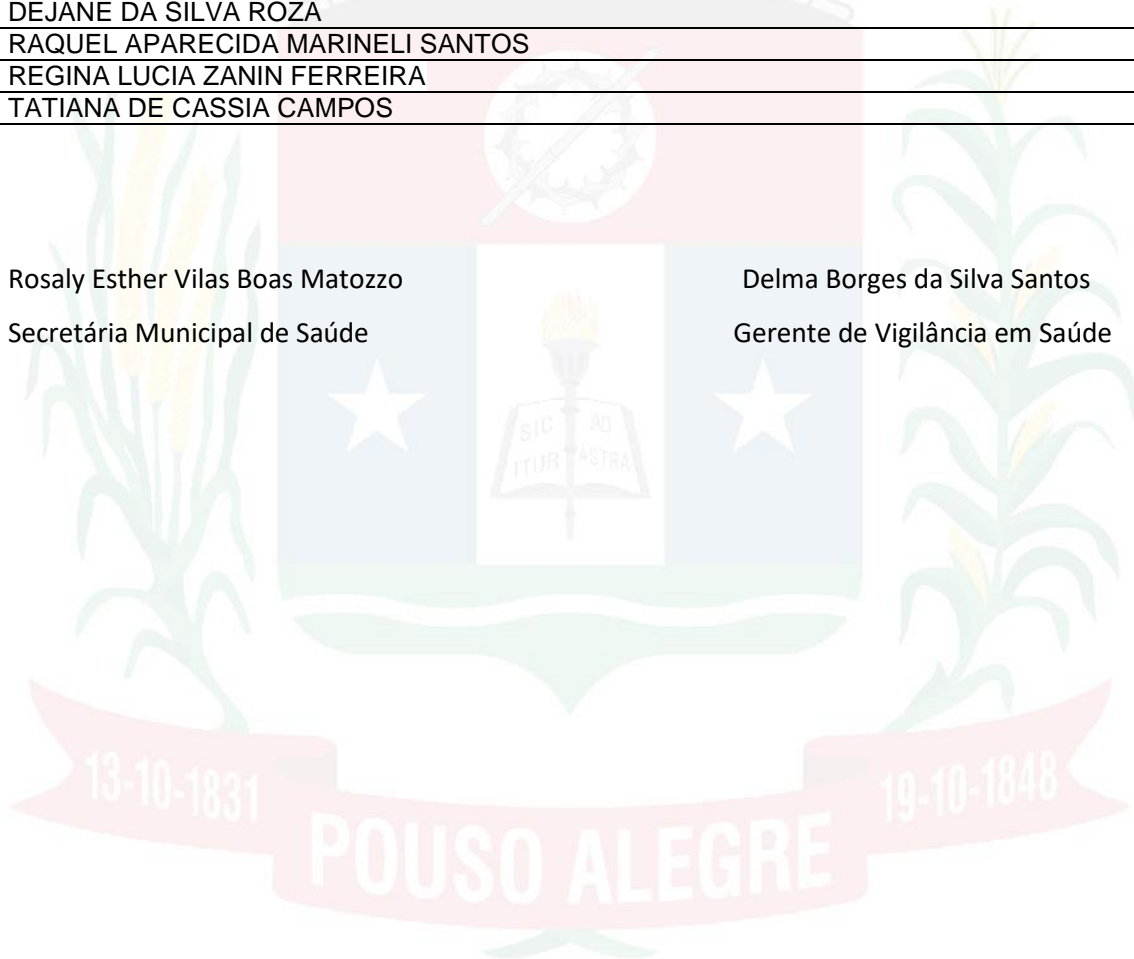 DEJANE DA SILVA ROZA
RAQUEL APARECIDA MARINELI SANTOS
REGINA LUCIA ZANIN FERREIRA
TATIANA DE CASSIA CAMPOS
Rosaly Esther Vilas Boas Matozzo Delma Borges da Silva Santos
Secretária Municipal de Saúde Gerente de Vigilância em Saúde
SIC AD
ITUR ASTRA
13-10-1831 19-10-1848
POUSO ALEGRE